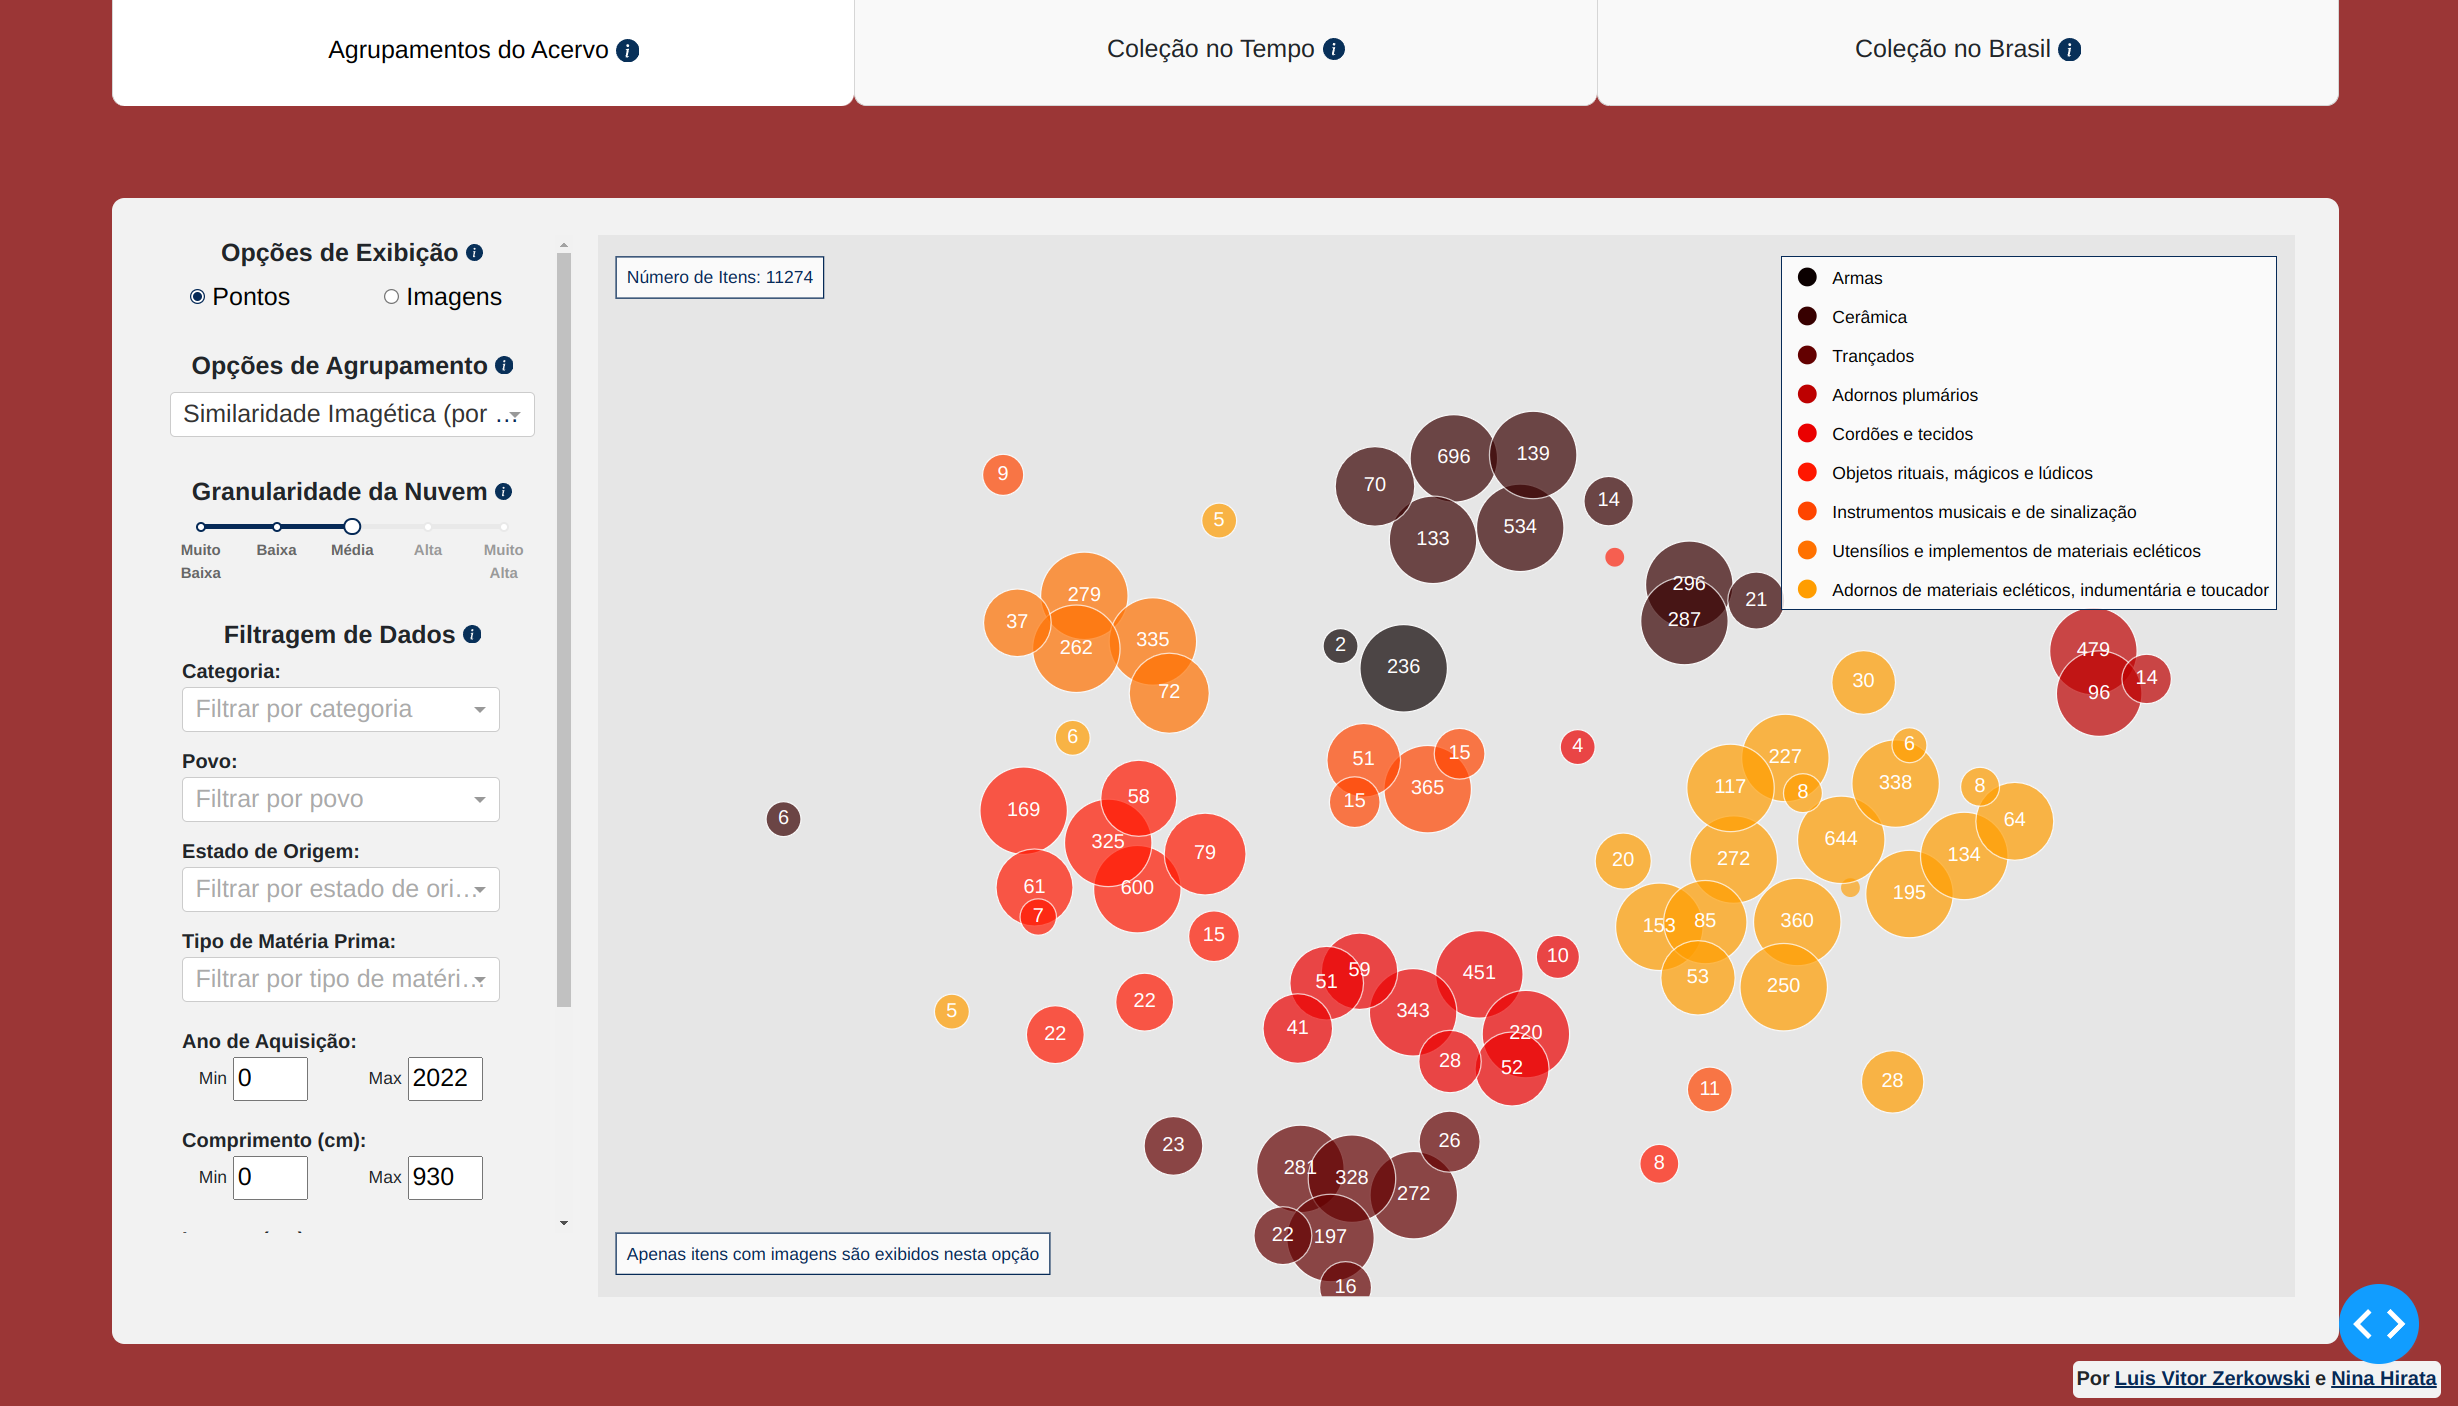 Agrupamentos do Acervo
Coleção no Tempo
Coleção no Brasil
Opções de Exibição
Pontos
Imagens
Opções de Agrupamento
Similaridade Imagética (por ...
Granularidade da Nuvem
Muito Baixa
Baixa
Média
Alta
Muito Alta
Filtragem de Dados
Categoria:
Filtrar por categoria
Povo:
Filtrar por povo
Estado de Origem:
Filtrar por estado de ori...
Tipo de Matéria Prima:
Filtrar por tipo de matéri...
Ano de Aquisição:
Min 0 Max 2022
Comprimento (cm):
Min 0 Max 930
Número de Itens: 11274
Armas
Cerâmica
Trançados
Adornos plumários
Cordões e tecidos
Objetos rituais, mágicos e lúdicos
Instrumentos musicais e de sinalização
Utensílios e implementos de materiais ecléticos
Adornos de materiais ecléticos, indumentária e toucador
696
139
70
9
14
5
534
133
296
279
21
287
37
335
262
2
236
479
14
30
72
96
6
4
6
51
15
227
338
365
117
8
8
58
15
169
6
64
325
644
79
134
20
272
61
600
195
7
153
85
360
15
10
59
451
53
51
250
22
5
343
41
22
220
28
52
28
11
26
23
8
281
328
272
22
197
16
Apenas itens com imagens são exibidos nesta opção
Por Luis Vitor Zerkowski e Nina Hirata